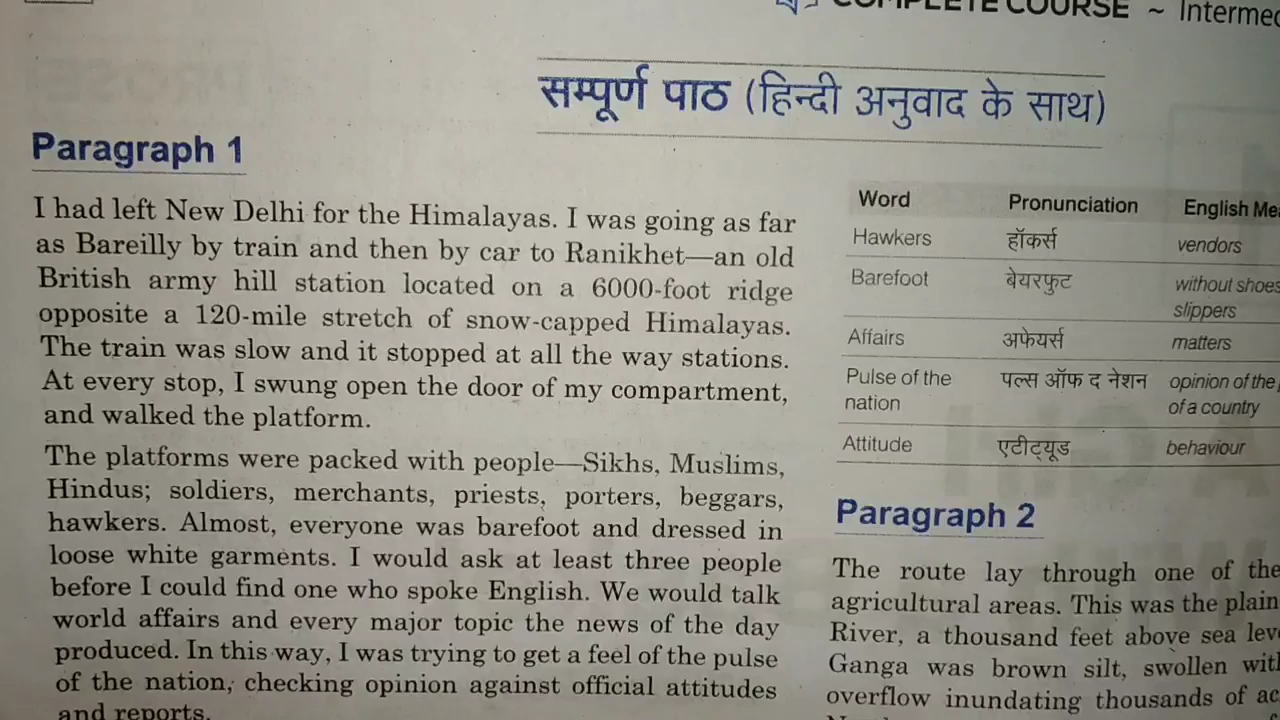 COMPLETE COURSE ~
सम्पूर्ण पाठ (हिन्दी अनुवाद के साथ)
Paragraph 1
I had left New Delhi for the Himalayas. I was going as far
as Bareilly by train and then by car to Ranikhet—an old
British army hill station located on a 6000-foot ridge
opposite a 120-mile stretch of snow-capped Himalayas.
The train was slow and it stopped at all the way stations.
At every stop, I swung open the door of my compartment,
and walked the platform.
The platforms were packed with people—Sikhs, Muslims,
Hindus; soldiers, merchants, priests, porters, beggars,
hawkers. Almost, everyone was barefoot and dressed in
loose white garments. I would ask at least three people
before I could find one who spoke English. We would talk
world affairs and every major topic the news of the day
produced. In this way, I was trying to get a feel of the pulse
of the nation, checking opinion against official attitudes
and reports.
Word Pronunciation English
Hawkers हॉकर्स vendors
Barefoot बेयरफुट without shoes
slippers
Affairs अफेयर्स matters
Pulse of the पल्स ऑफ द नेशन opinion of the
nation of a country
Attitude एटीट्यूड behaviour
Paragraph 2
The route lay through one of the
agricultural areas. This was the plain
River, a thousand feet above sea
Ganga was brown silt, swollen
overflow inundating thousands of